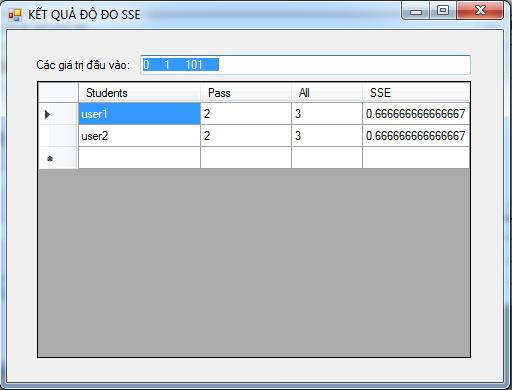 KẾT QUẢ ĐỘ ĐO SSE
Các giá trị đầu vào: 0 1 101
Students Pass All SSE
user1 2 3 0.666666666666667
user2 2 3 0.666666666666667